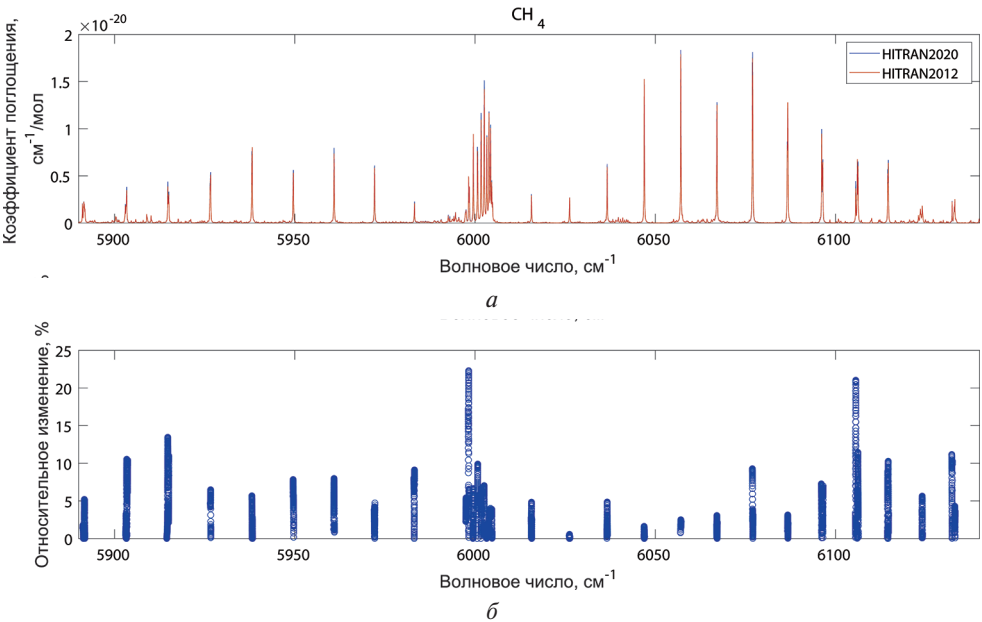 CH4
×10-20
Коэффициент поглощения,
см-1/мол
2
1.5
1
0.5
0
HITRAN2020
HITRAN2012
5900 5950 6000 6050 6100
Волновое число, см-1
а
Относительное изменение, %
25
20
15
10
5
0
5900 5950 6000 6050 6100
Волновое число, см-1
б